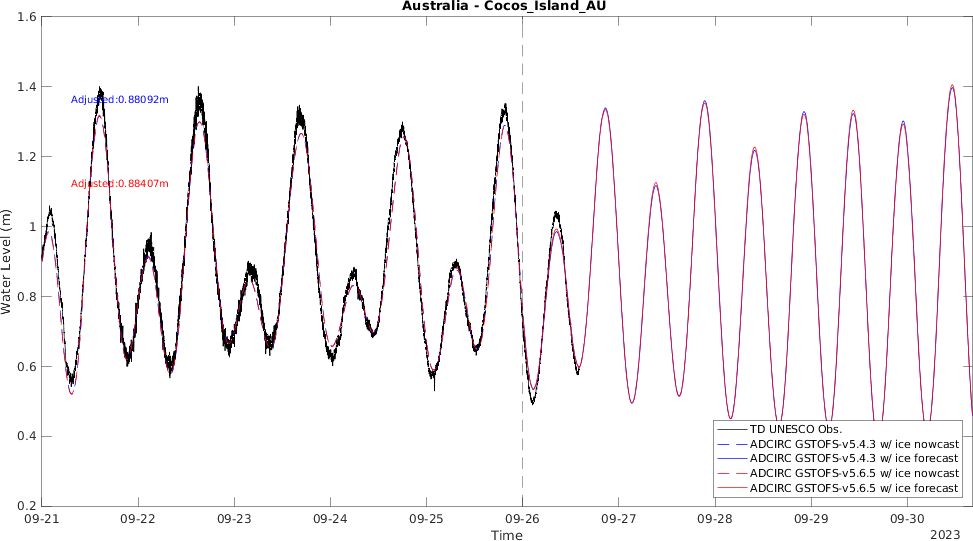 Australia - Cocos_Island_AU
1.6
1.4
Adjusted:0.88092m
1.2
Adjusted:0.88407m
1
Water Level (m)
0.8
0.6
0.4
0.2
TD UNESCO Obs.
ADCIRC GSTOFS-v5.4.3 w/ ice nowcast
ADCIRC GSTOFS-v5.4.3 w/ ice forecast
ADCIRC GSTOFS-v5.6.5 w/ ice nowcast
ADCIRC GSTOFS-v5.6.5 w/ ice forecast
09-21 09-22 09-23 09-24 09-25 09-26 09-27 09-28 09-29 09-30
Time
2023